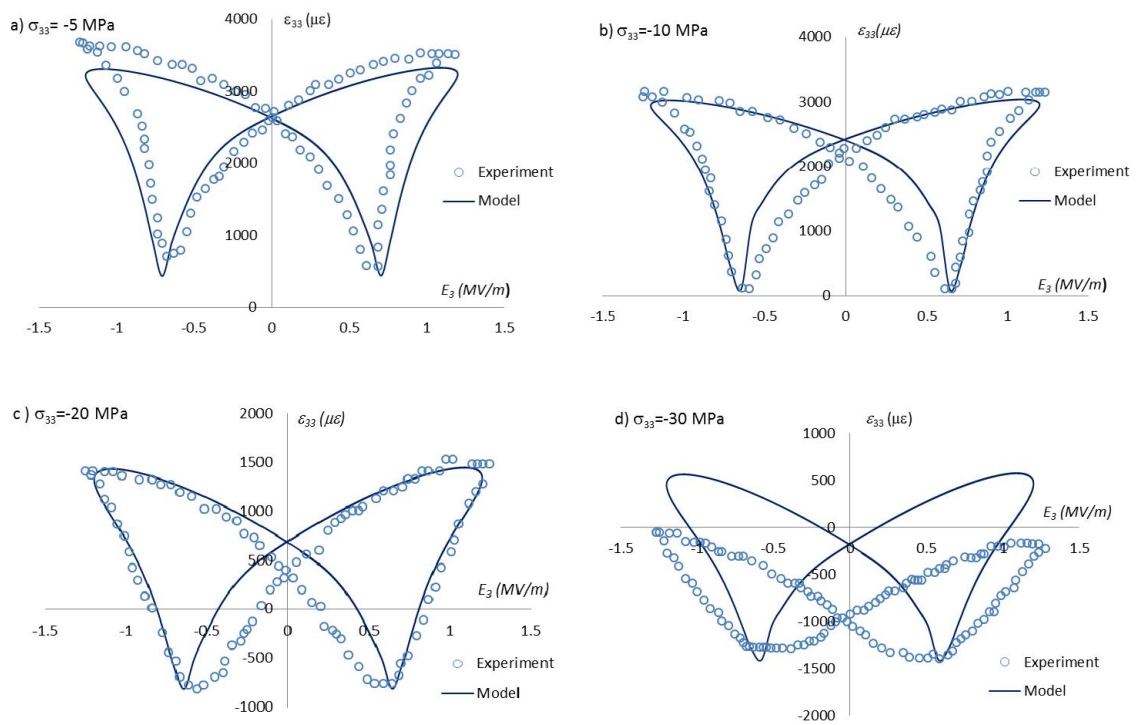 a) σ33= -5 MPa
ε33 (με)
4000
3000
2000
1000
0
-1.5 -1 -0.5 0 0.5 1 1.5
E3 (MV/m)
Experiment
Model
b) σ33=-10 MPa
ε33(με)
4000
3000
2000
1000
0
-1.5 -1 -0.5 0 0.5 1 1.5
E3 (MV/m)
Experiment
Model
c ) σ33=-20 MPa
ε33 (με)
2000
1500
1000
500
0
-500
-1000
-1.5 -1 -0.5 0 0.5 1 1.5
E3 (MV/m)
Experiment
Model
d) σ33=-30 MPa
ε33 (με)
1000
500
0
-500
-1000
-1500
-2000
-1.5 -1 -0.5 0 0.5 1 1.5
E3 (MV/m)
Experiment
Model